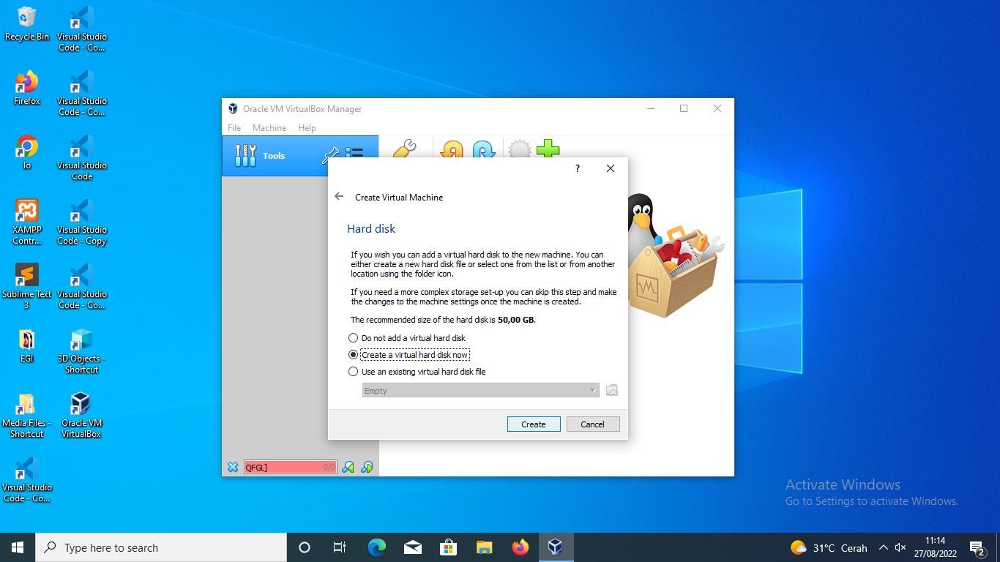 Recycle Bin
Visual Studio
Code - Co...
Firefox
Visual Studio
Code - Co...
Io
Visual Studio
Code
XAMPP
Contr...
Visual Studio
Code - Copy
Sublime Text
3
Visual Studio
Code - Co...
EGI
3D Objects -
Shortcut
Media Files -
Shortcut
Oracle VM
VirtualBox
Visual Studio
Code - Co...
Oracle VM VirtualBox Manager
File Machine Help
Tools
?
Create Virtual Machine
Hard disk
If you wish you can add a virtual hard disk to the new machine. You can
either create a new hard disk file or select one from the list or from another
location using the folder icon.
If you need a more complex storage set-up you can skip this step and make
the changes to the machine settings once the machine is created.
The recommended size of the hard disk is 50,00 GB.
Do not add a virtual hard disk
Create a virtual hard disk now
Use an existing virtual hard disk file
Empty
Create Cancel
QFGL] 0/0
Activate Windows
Go to Settings to activate Windows.
Type here to search
31°C Cerah
11:14
27/08/2022
2